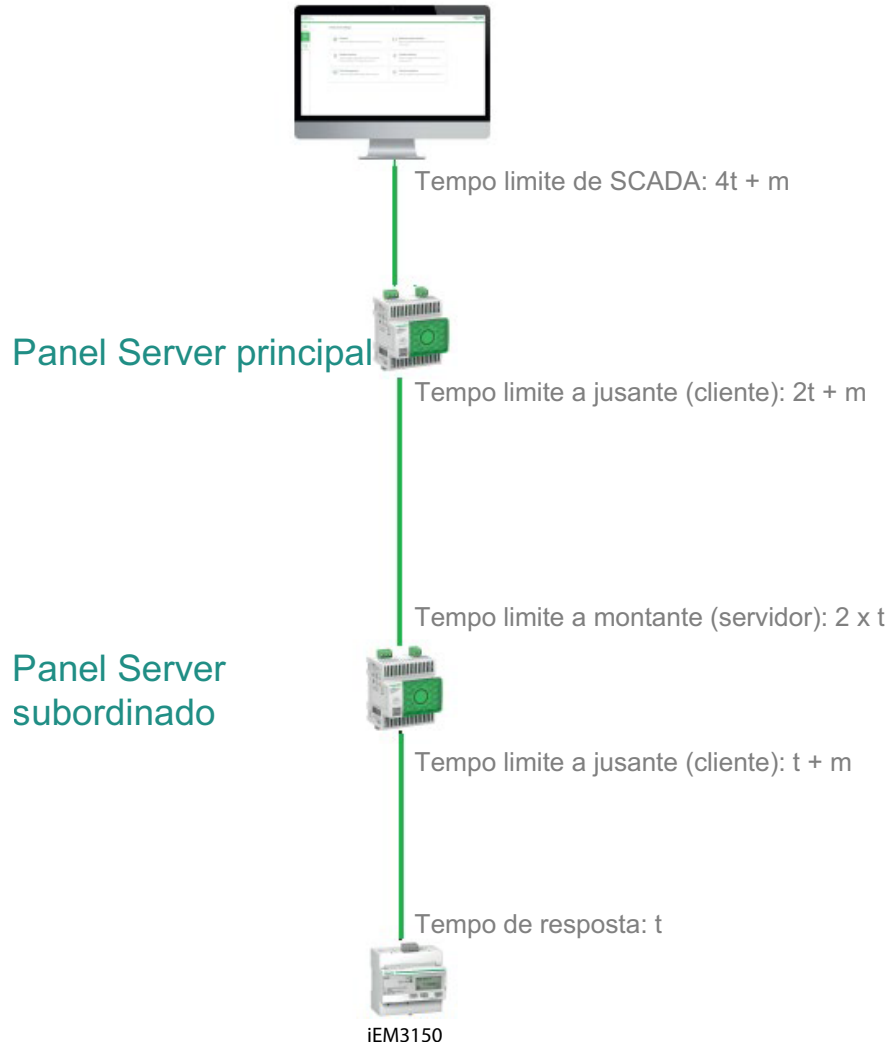 Tempo limite de SCADA: 4t + m
Panel Server principal
Tempo limite a jusante (cliente): 2t + m
Tempo limite a montante (servidor): 2 x t
Panel Server
subordinado
Tempo limite a jusante (cliente): t + m
Tempo de resposta: t
iEM3150